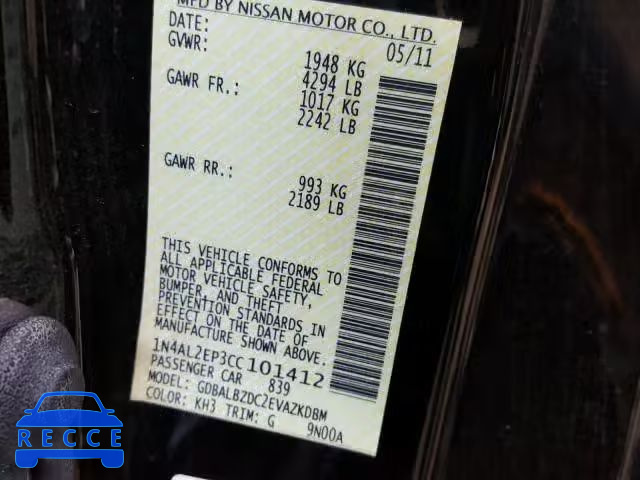 MFD BY NISSAN MOTOR CO., LTD.
DATE: 05/11
GVWR: 1948 KG
4294 LB
GAWR FR.: 1017 KG
2242 LB
GAWR RR.: 993 KG
2189 LB
THIS VEHICLE CONFORMS TO
ALL APPLICABLE FEDERAL
MOTOR VEHICLE SAFETY,
BUMPER, AND THEFT
PREVENTION STANDARDS IN
EFFECT ON THE DATE OF
MANUFACTURE SHOWN ABOVE.
1N4AL2EP3CC101412
PASSENGER CAR 839
MODEL: GDBALBZDC2EVAZKDBM
COLOR: KH3 TRIM: G 9N00A
RECCE